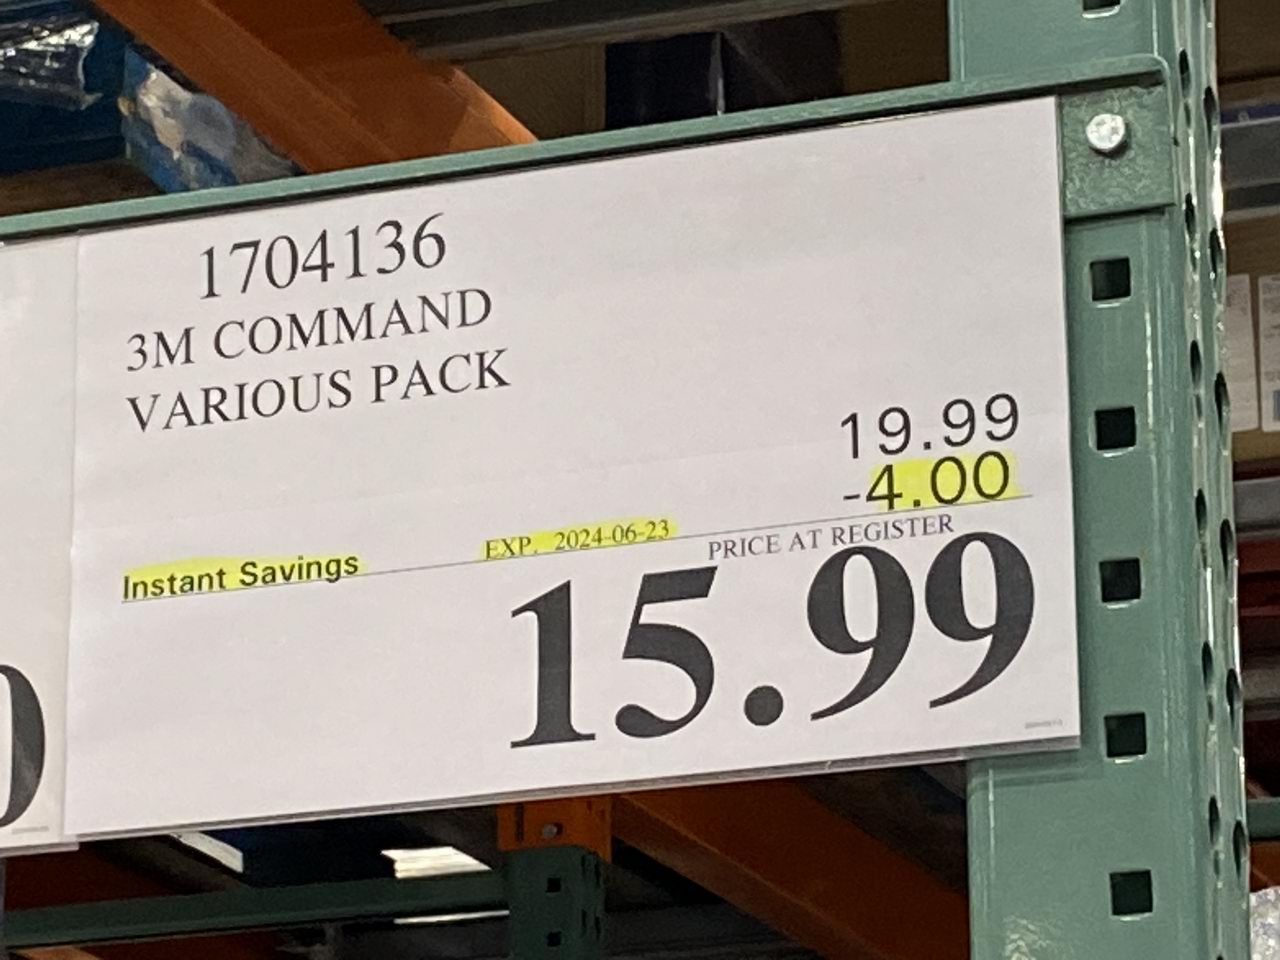 1704136
3M COMMAND
VARIOUS PACK
19.99
-4.00
Instant Savings
EXP. 2024-06-23
PRICE AT REGISTER
15.99